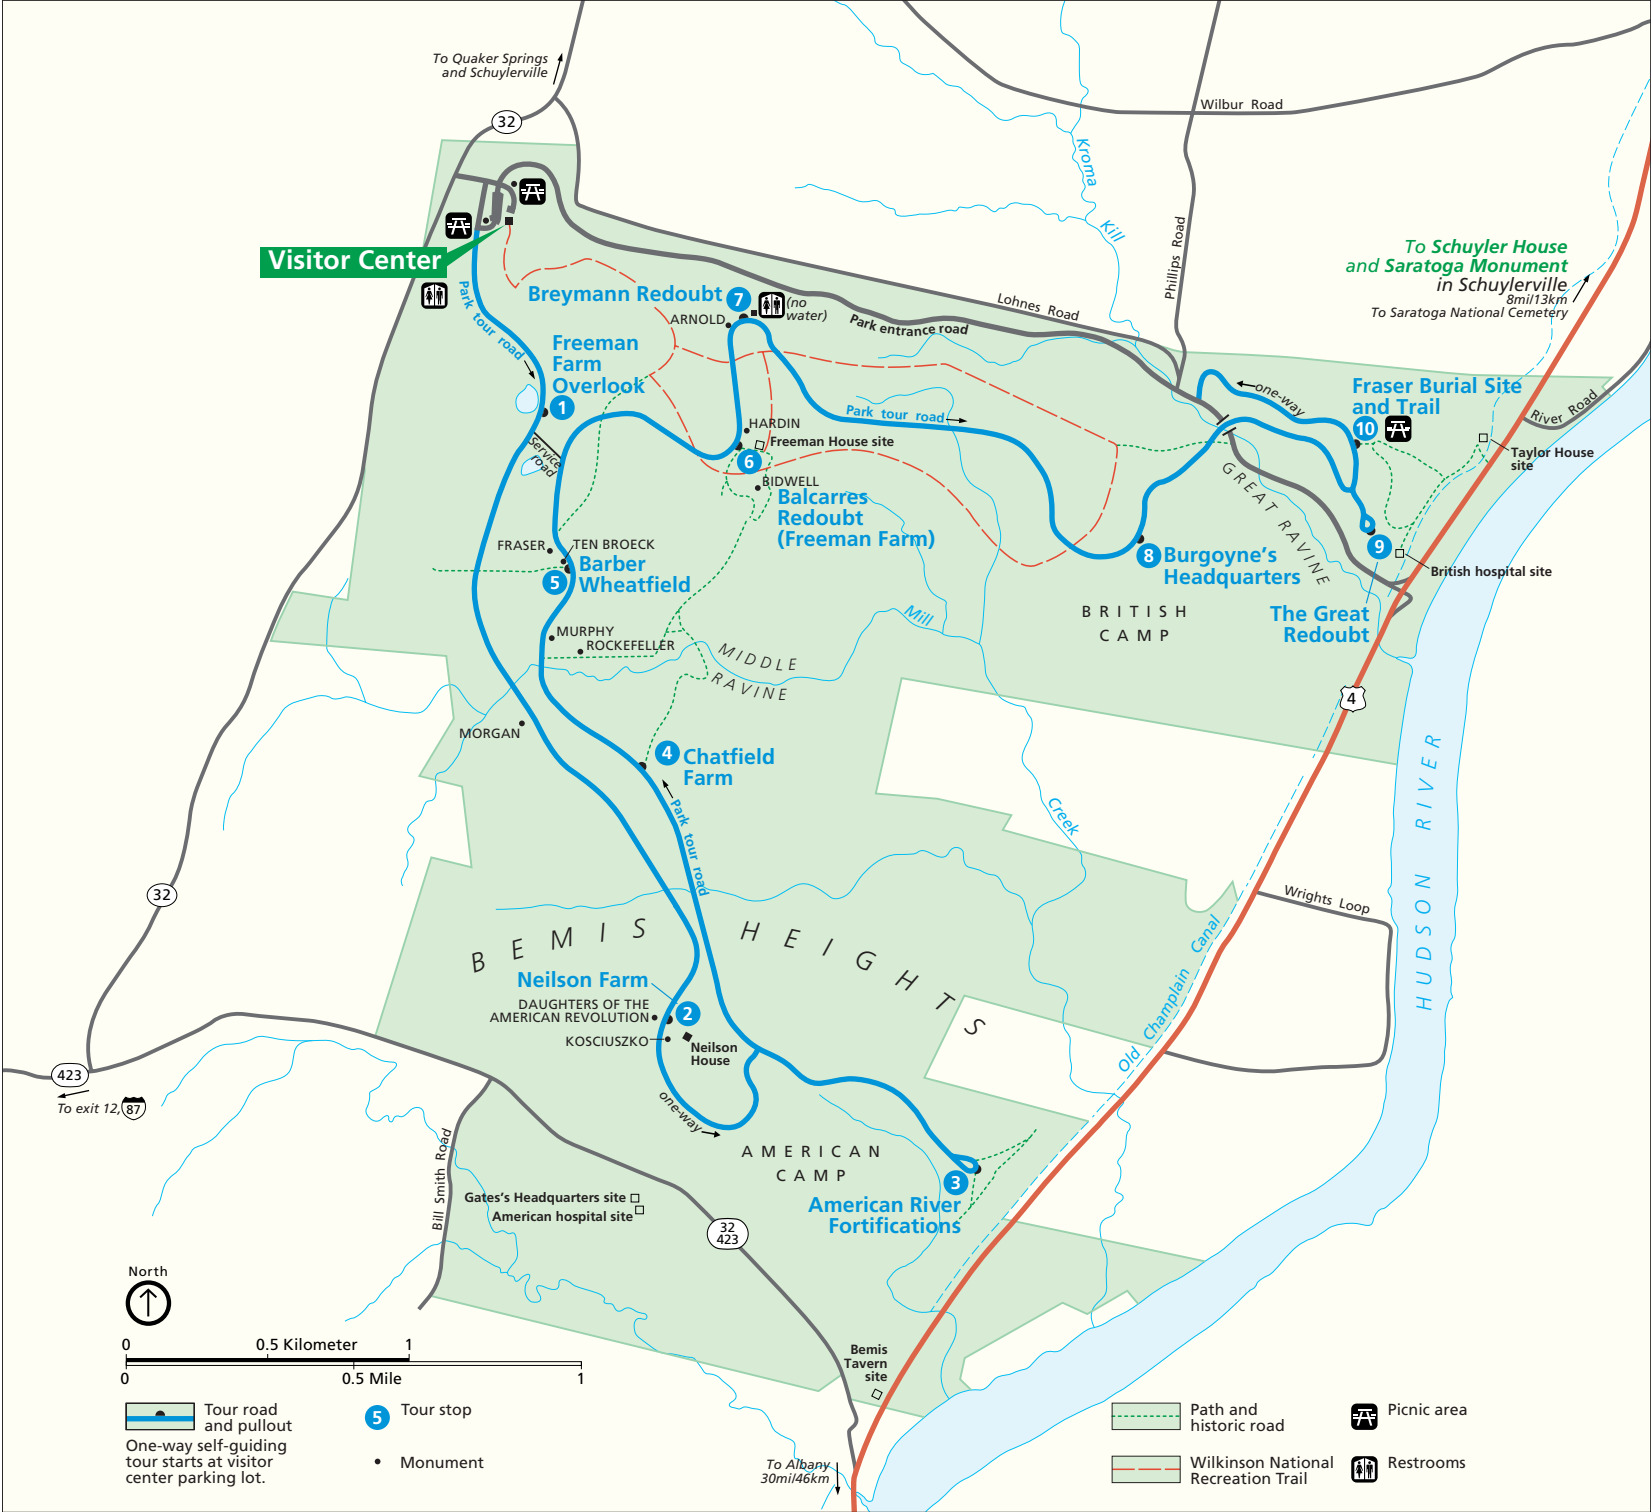 To Quaker Springs
and Schuylerville
32
Wilbur Road
Kroma
Kill
Phillips Road
To Schuyler House
and Saratoga Monument
in Schuylerville
8mi/13km
To Saratoga National Cemetery
Visitor Center
Park tour road
Breymann Redoubt
7
(no
water)
ARNOLD
Lohnes Road
Park entrance road
Freeman
Farm
Overlook
1
Service
road
Park tour road
one-way
Fraser Burial Site
and Trail
10
River Road
Taylor House
site
HARDIN
Freeman House site
6
BIDWELL
Balcarres
Redoubt
(Freeman Farm)
GREAT RAVINE
FRASER
TEN BROECK
5
Barber
Wheatfield
8
Burgoyne's
Headquarters
9
British hospital site
BRITISH
CAMP
The Great
Redoubt
Mill
MURPHY
ROCKEFELLER
MIDDLE
RAVINE
4
MORGAN
4
Chatfield
Farm
Park tour road
Creek
HUDSON RIVER
32
Wrights Loop
BEMIS HEIGHTS
Old Champlain Canal
Neilson Farm
DAUGHTERS OF THE
AMERICAN REVOLUTION
2
KOSCIUSZKO
Neilson
House
423
To exit 12,
87
one-way
Bill Smith Road
AMERICAN
CAMP
3
American River
Fortifications
Gates's Headquarters site
American hospital site
32
423
North
0
0.5 Kilometer
1
0
0.5 Mile
1
Bemis
Tavern
site
Tour road
and pullout
One-way self-guiding
tour starts at visitor
center parking lot.
5
Tour stop
Monument
To Albany
30mi/46km
Path and
historic road
Wilkinson National
Recreation Trail
Picnic area
Restrooms